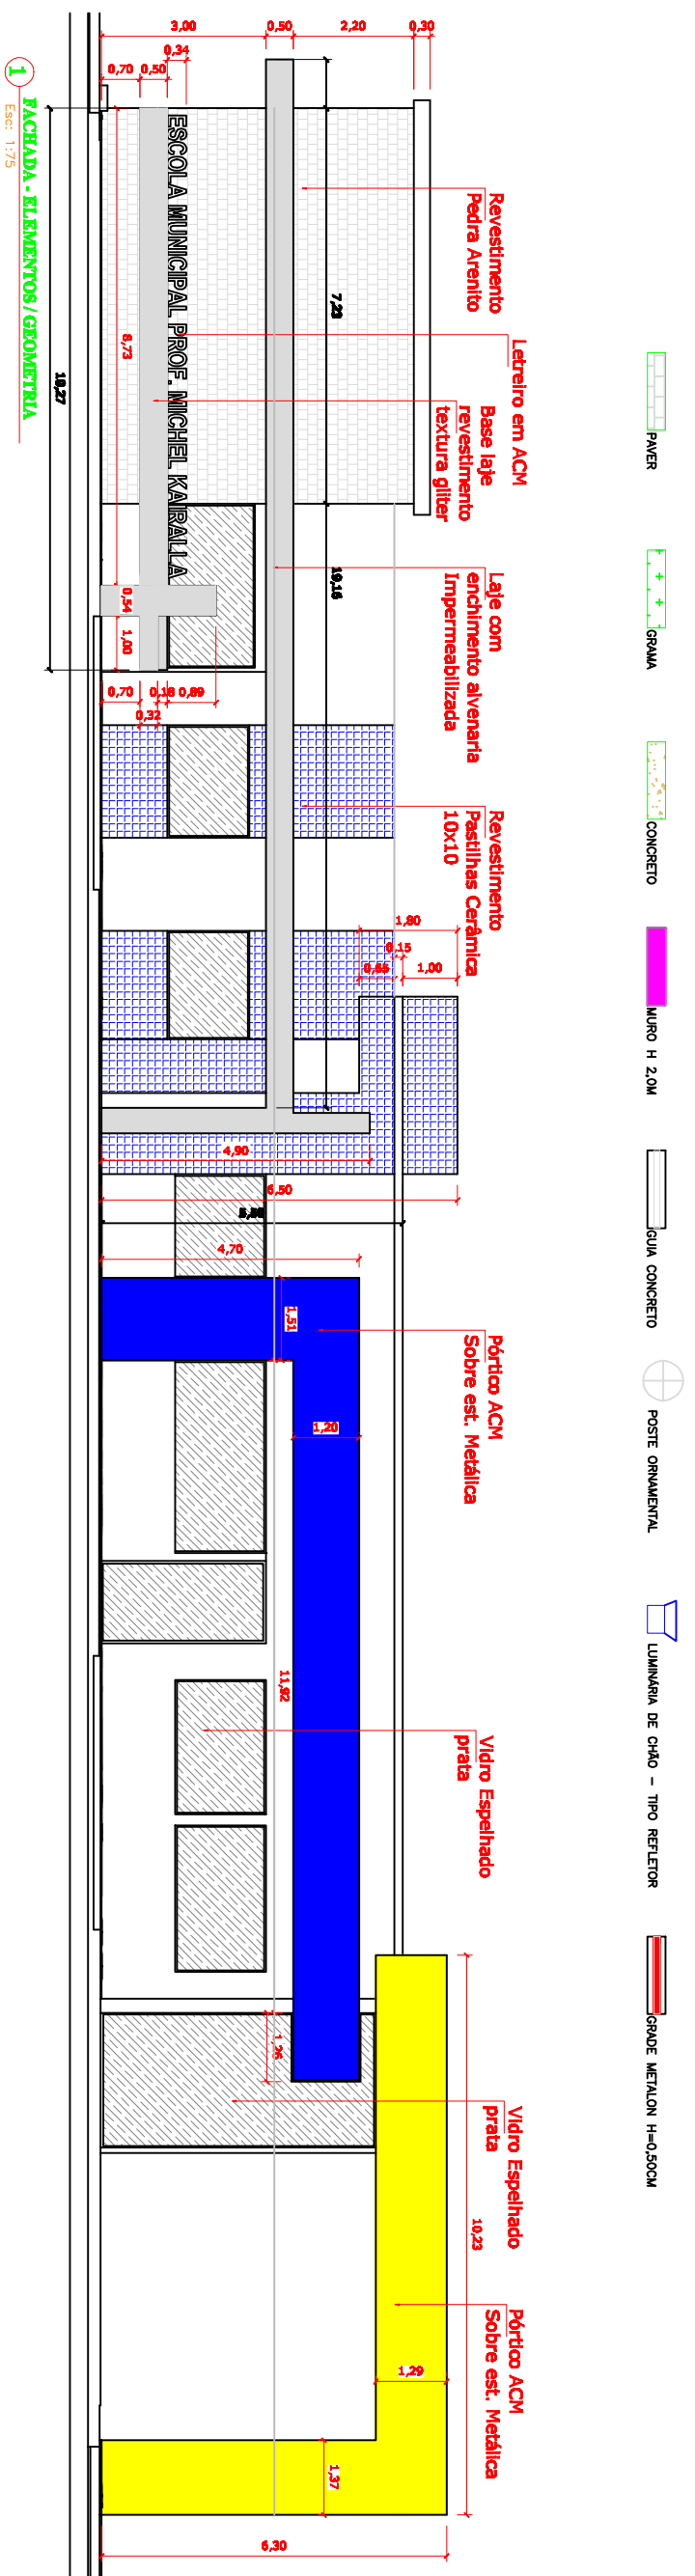 PAVER
GRAMA
CONCRETO
MURO H 2,0M
GUIA CONCRETO
POSTE ORNAMENTAL
LUMINÁRIA DE CHÃO - TIPO REFLETOR
GRADE METALON H=0,50CM
Revestimento
Pedra Arenito
Letreiro em ACM
Base laje
revestimento
textura gliter
Laje com
enchimento alvenaria
Impermeabilizada
Revestimento
Pastilhas Cerâmica
10x10
Pórtico ACM
Sobre est. Metálica
Vidro Espelhado
prata
Vidro Espelhado
prata
Pórtico ACM
Sobre est. Metálica
0,30
2,20
0,50
3,00
0,34
0,50
0,70
7,23
19,16
1,80
0,15
1,00
0,65
10,23
1,29
1,37
6,30
1,20
1,51
4,70
5,50
6,50
4,90
11,92
1,26
ESCOLA MUNICIPAL PROF. MICHEL KAIRALLA
8,73
0,54
1,00
0,89
0,18
0,32
0,70
10,27
1
FACHADA - ELEMENTOS / GEOMETRIA
Esc: 1:75